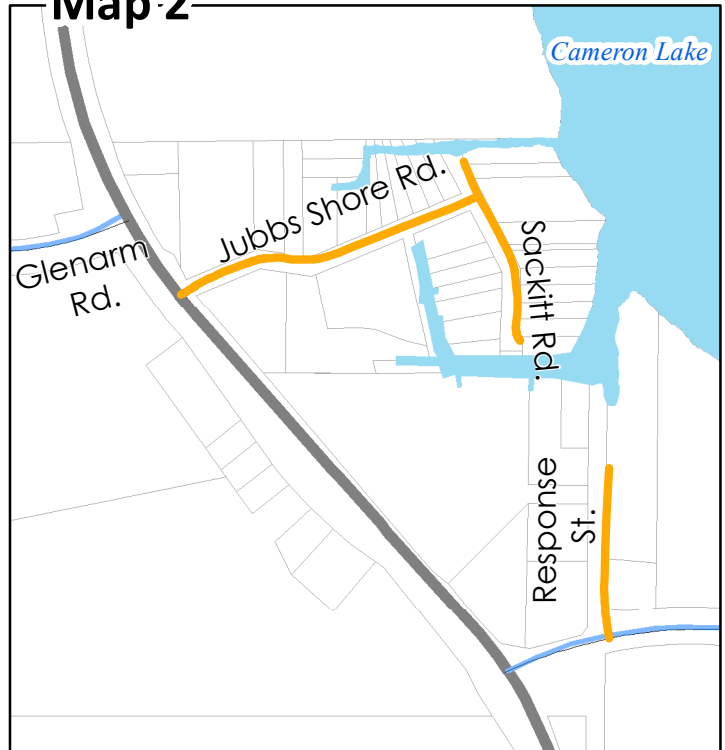 Map 2
Cameron Lake
Jubbs Shore Rd.
Sackitt Rd.
Glenarm
Rd.
Response
St.